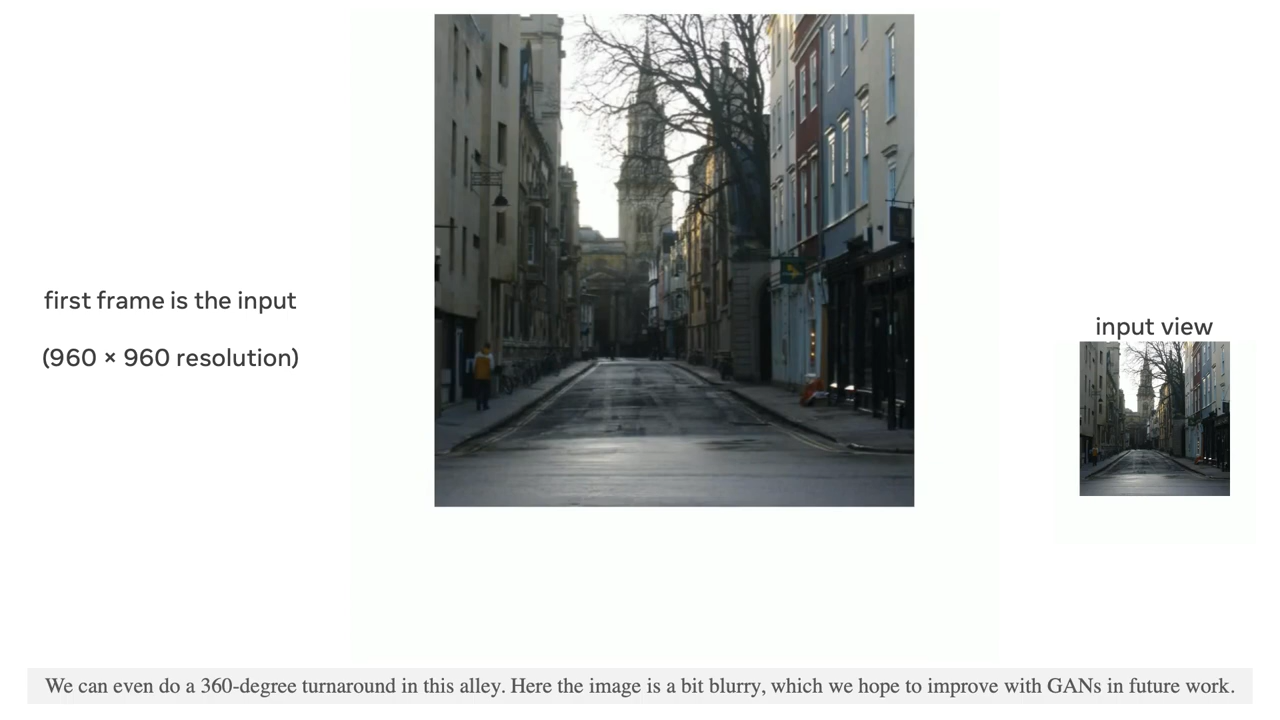 first frame is the input
(960 × 960 resolution)
input view
We can even do a 360-degree turnaround in this alley. Here the image is a bit blurry, which we hope to improve with GANs in future work.